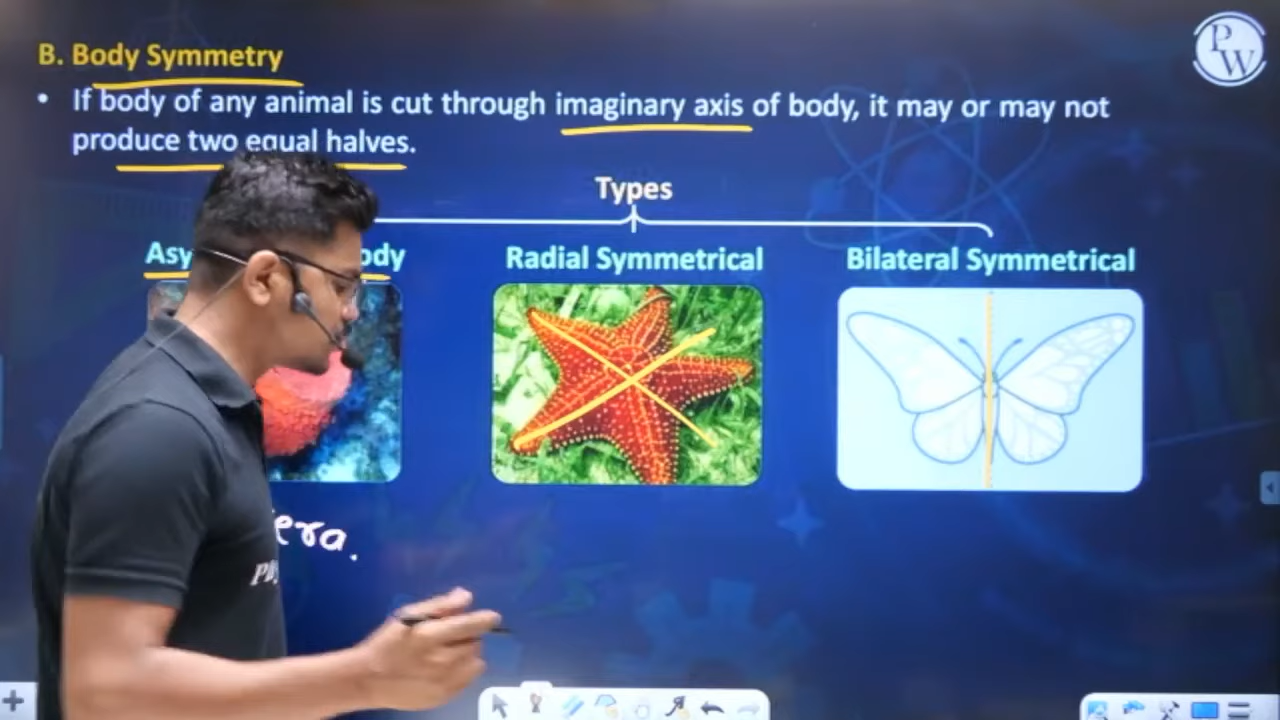 B. Body Symmetry
• If body of any animal is cut through imaginary axis of body, it may or may not
produce two equal halves.
Types
Radial Symmetrical
Bilateral Symmetrical
PW